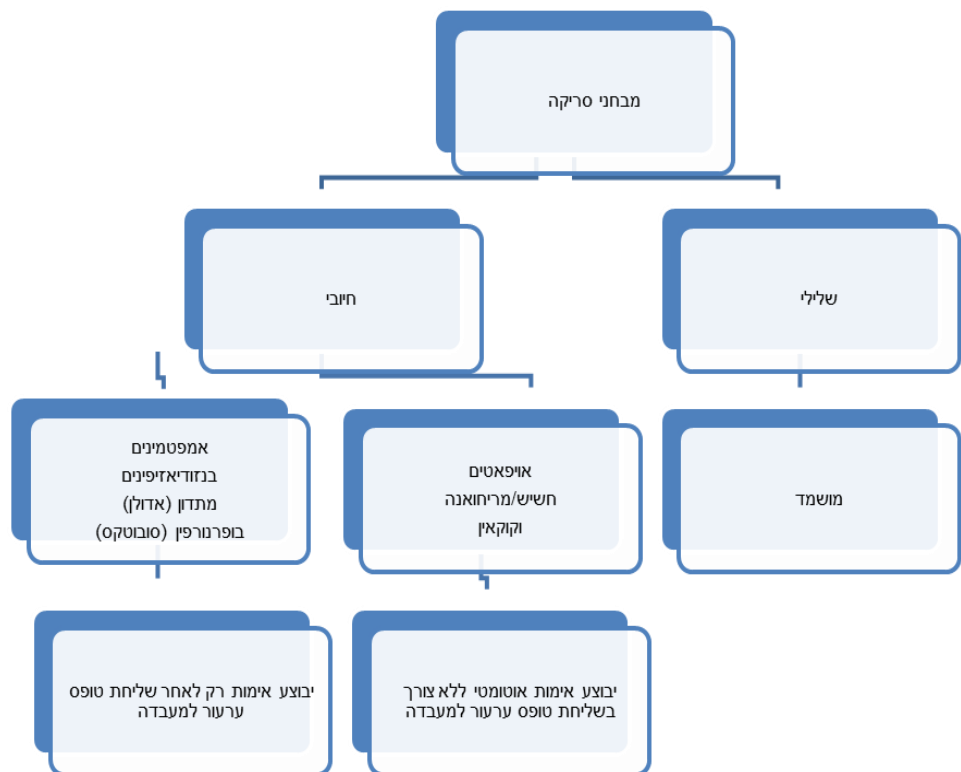 מבחני סריקה
חיובי
שלילי
אמפטמינים
בנזודיאזיפינים
מתדון (אדולן)
בופרנורפין (סובוטקס)
אויפאטים
חשיש/מריחואנה
וקוקאין
מושמד
יבוצע אימות רק לאחר שליחת טופס
ערעור למעבדה
יבוצע אימות אוטומטי ללא צורך
בשליחת טופס ערעור למעבדה